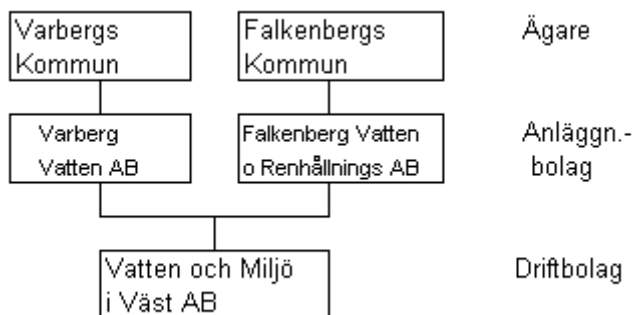 Varbergs
Kommun
Falkenbergs
Kommun
Ägare
Varberg
Vatten AB
Falkenberg Vatten
o Renhållnings AB
Anläggn.-
bolag
Vatten och Miljö
i Väst AB
Driftbolag